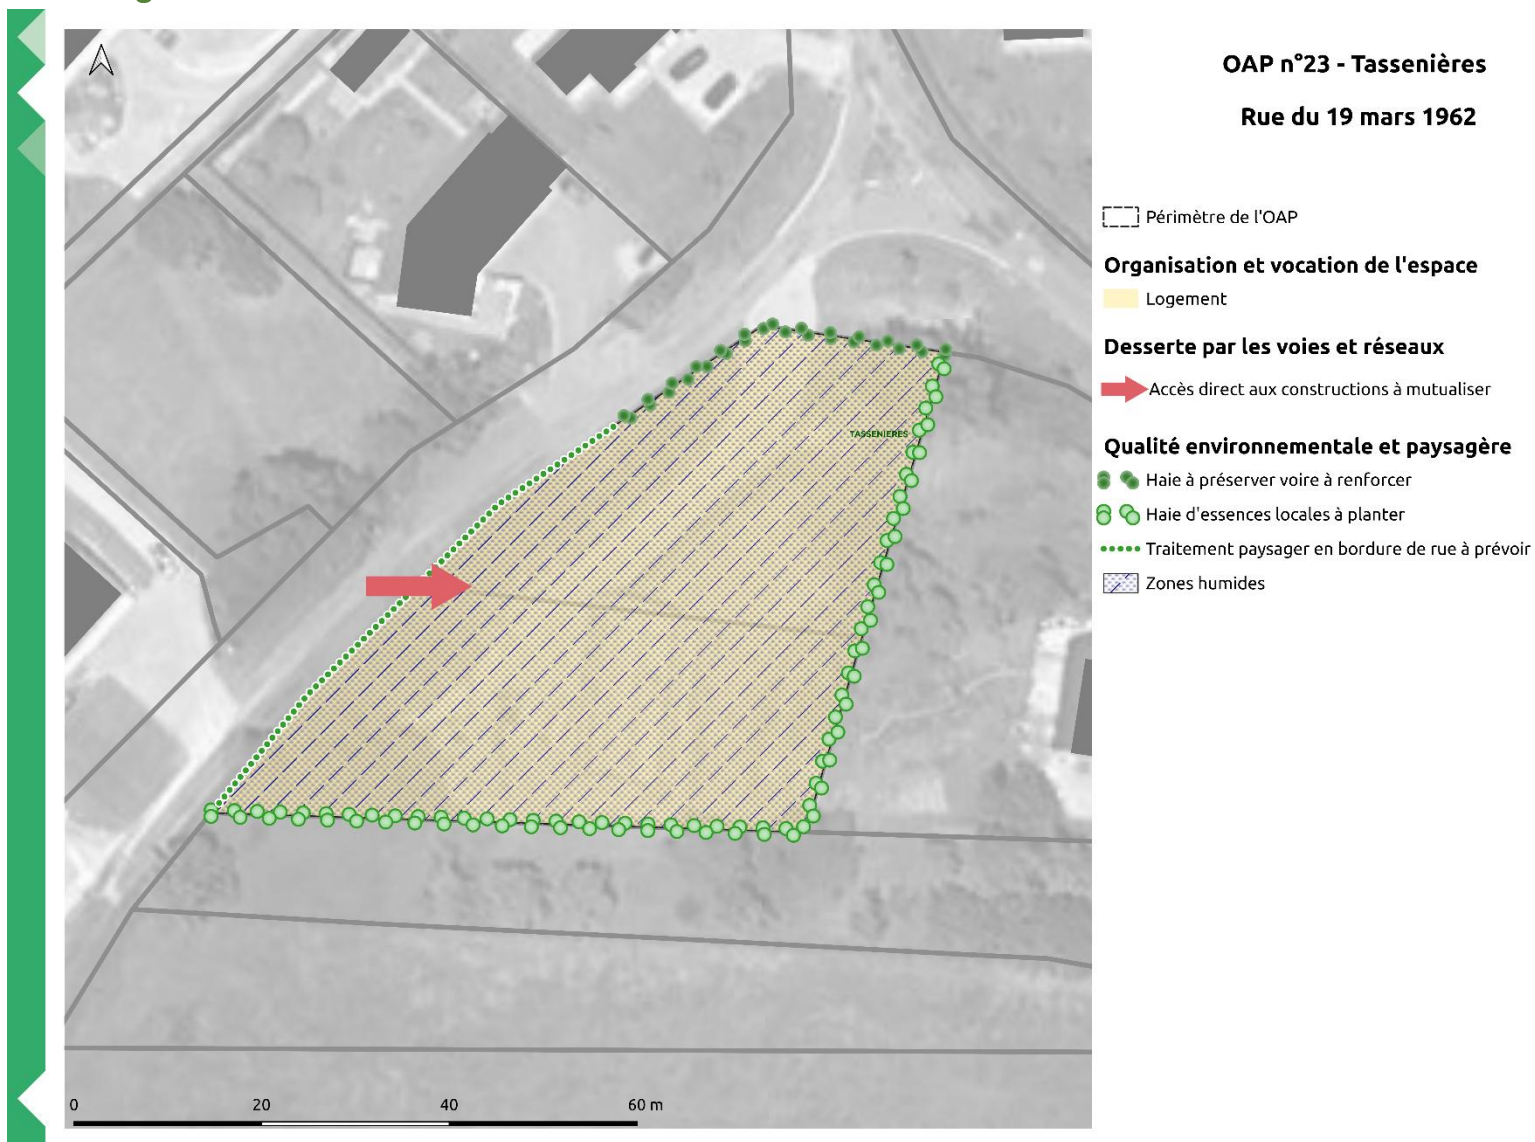 OAP n°23 - Tassenières
Rue du 19 mars 1962
Périmètre de l'OAP
Organisation et vocation de l'espace
Logement
Desserte par les voies et réseaux
Accès direct aux constructions à mutualiser
Qualité environnementale et paysagère
Haie à préserver voire à renforcer
Haie d'essences locales à planter
Traitement paysager en bordure de rue à prévoir
Zones humides
TASSENIERES
0 20 40 60 m